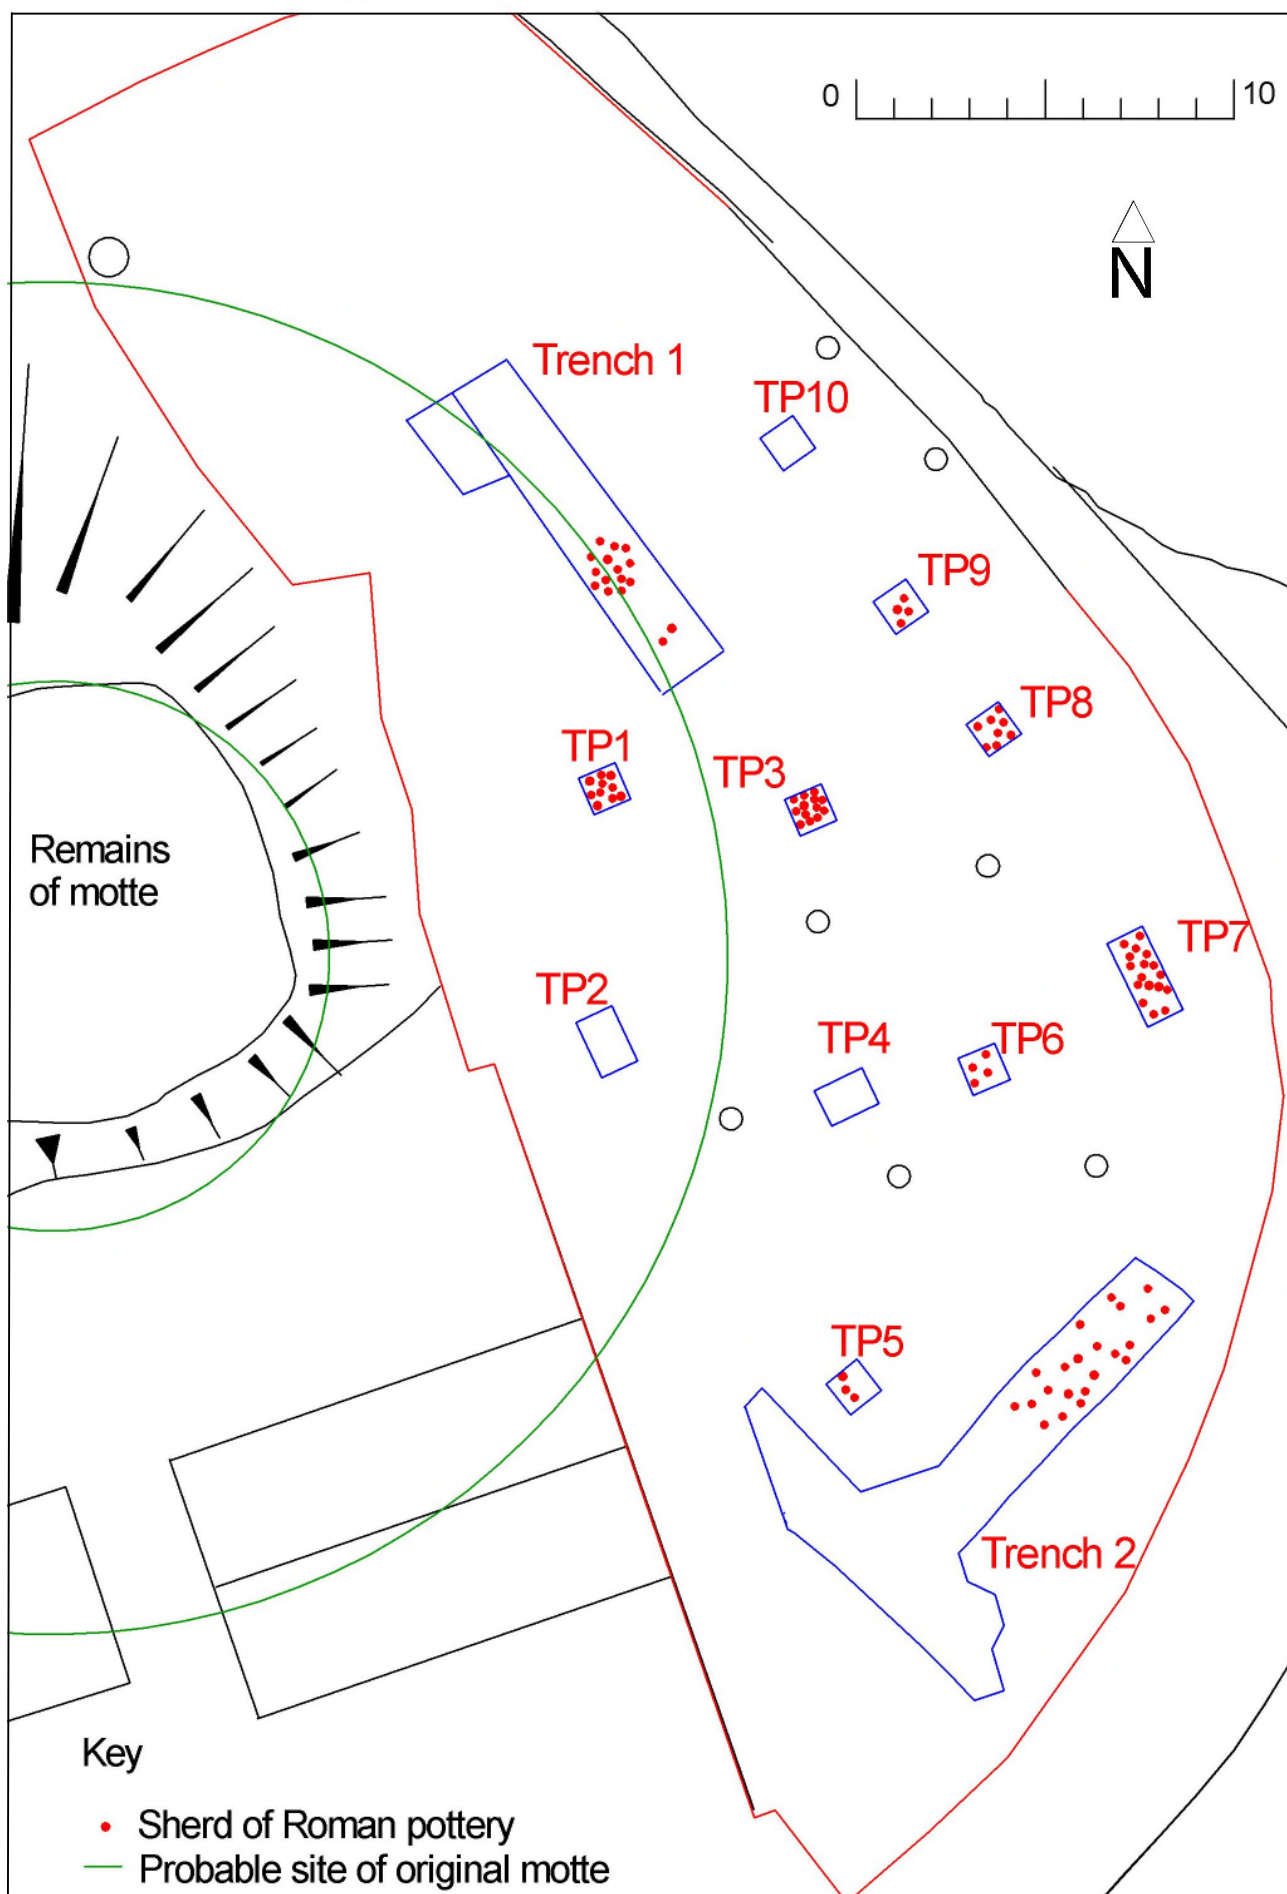 0 10
N
Trench 1
TP10
TP9
TP8
TP1
TP3
Remains
of motte
TP7
TP2
TP4
TP6
TP5
Trench 2
Key
Sherd of Roman pottery
Probable site of original motte